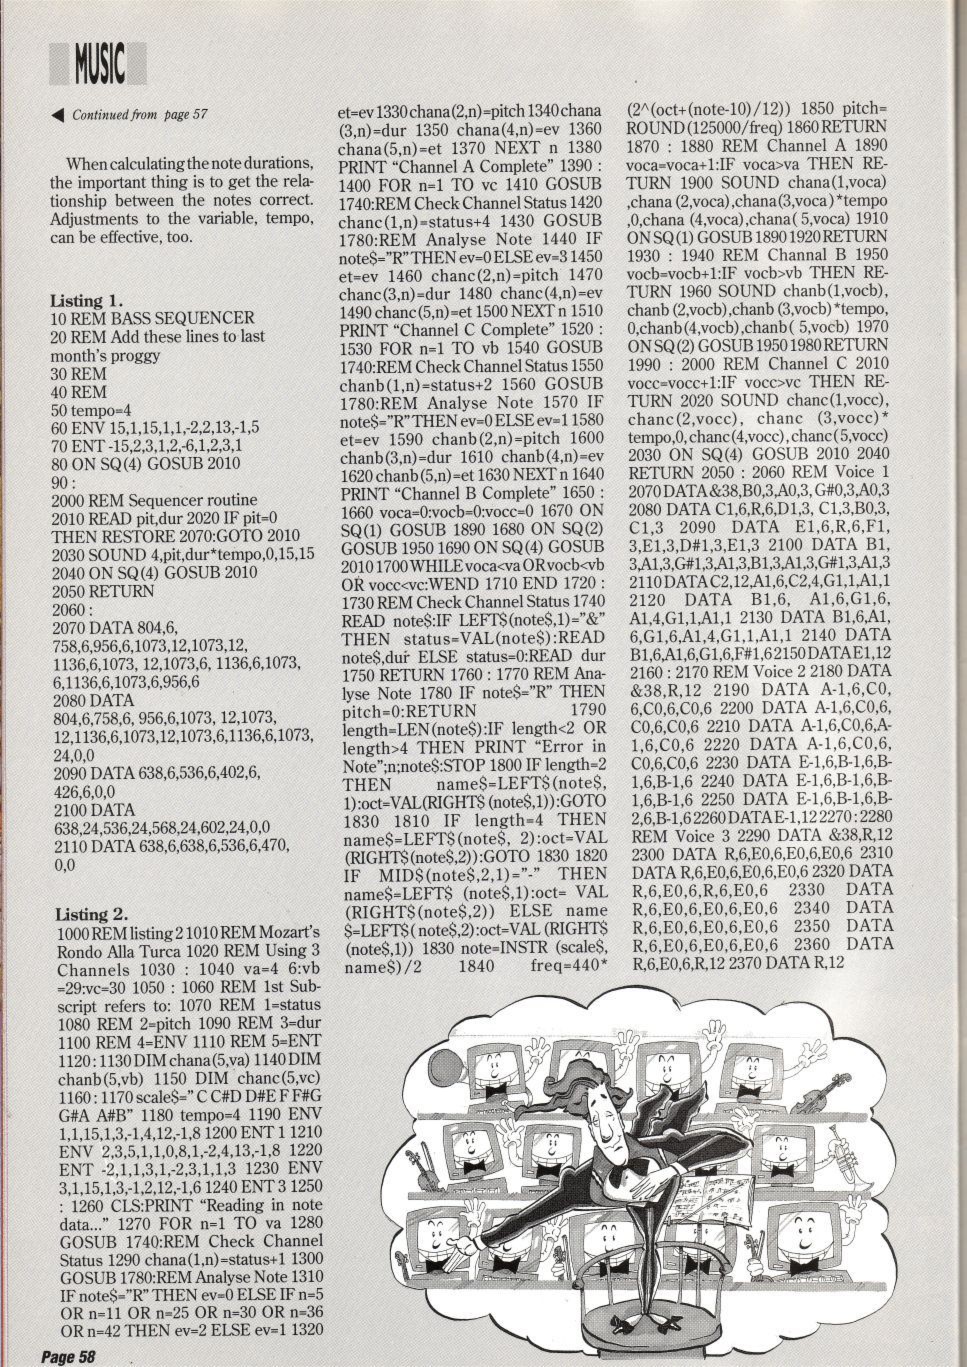 MUSIC
◀ Continued from page 57
When calculating the note durations,
the important thing is to get the rela-
tionship between the notes correct.
Adjustments to the variable, tempo,
can be effective, too.
Listing 1.
10 REM BASS SEQUENCER
20 REM Add these lines to last
month's proggy
30 REM
40 REM
50 tempo=4
60 ENV 15,1,15,1,1,-2,2,13,-1,5
70 ENT -15,2,3,1,2,-6,1,2,3,1
80 ON SQ(4) GOSUB 2010
90 :
2000 REM Sequencer routine
2010 READ pit,dur 2020 IF pit=0
THEN RESTORE 2070:GOTO 2010
2030 SOUND 4,pit,dur*tempo,0,15,15
2040 ON SQ(4) GOSUB 2010
2050 RETURN
2060 :
2070 DATA 804,6,
758,6,956,6,1073,12,1073,12,
1136,6,1073, 12,1073,6, 1136,6,1073,
6,1136,6,1073,6,956,6
2080 DATA
804,6,758,6, 956,6,1073, 12,1073,
12,1136,6,1073,12,1073,6,1136,6,1073,
24,0,0
2090 DATA 638,6,536,6,402,6,
426,6,0,0
2100 DATA
638,24,536,24,568,24,602,24,0,0
2110 DATA 638,6,638,6,536,6,470,
0,0
Listing 2.
1000 REM listing 2 1010 REM Mozart's
Rondo Alla Turca 1020 REM Using 3
Channels 1030 : 1040 va=4 6:vb
=29:vc=30 1050 : 1060 REM 1st Sub-
script refers to: 1070 REM 1=status
1080 REM 2=pitch 1090 REM 3=dur
1100 REM 4=ENV 1110 REM 5=ENT
1120 : 1130 DIM chana(5,va) 1140 DIM
chanb(5,vb) 1150 DIM chanc(5,vc)
1160 : 1170 scale$=" C C#D D#E F F#G
G#A A#B" 1180 tempo=4 1190 ENV
1,1,15,1,3,-1,4,12,-1,8 1200 ENT 1 1210
ENV 2,3,5,1,1,0,8,1,-2,4,13,-1,8 1220
ENT -2,1,1,3,1,-2,3,1,1,3 1230 ENV
3,1,15,1,3,-1,2,12,-1,6 1240 ENT 3 1250
: 1260 CLS:PRINT "Reading in note
data..." 1270 FOR n=1 TO va 1280
GOSUB 1740:REM Check Channel
Status 1290 chana(1,n)=status+1 1300
GOSUB 1780:REM Analyse Note 1310
IF note$="R" THEN ev=0 ELSE IF n=5
OR n=11 OR n=25 OR n=30 OR n=36
OR n=42 THEN ev=2 ELSE ev=1 1320
et=ev 1330 chana(2,n)=pitch 1340 chana
(3,n)=dur 1350 chana(4,n)=ev 1360
chana(5,n)=et 1370 NEXT n 1380
PRINT "Channel A Complete" 1390 :
1400 FOR n=1 TO vc 1410 GOSUB
1740:REM Check Channel Status 1420
chanc(1,n)=status+4 1430 GOSUB
1780:REM Analyse Note 1440 IF
note$="R" THEN ev=0 ELSE ev=3 1450
et=ev 1460 chanc(2,n)=pitch 1470
chanc(3,n)=dur 1480 chanc(4,n)=ev
1490 chanc(5,n)=et 1500 NEXT n 1510
PRINT "Channel C Complete" 1520 :
1530 FOR n=1 TO vb 1540 GOSUB
1740:REM Check Channel Status 1550
chanb(1,n)=status+2 1560 GOSUB
1780:REM Analyse Note 1570 IF
note$="R" THEN ev=0 ELSE ev=1 1580
et=ev 1590 chanb(2,n)=pitch 1600
chanb(3,n)=dur 1610 chanb(4,n)=ev
1620 chanb(5,n)=et 1630 NEXT n 1640
PRINT "Channel B Complete" 1650 :
1660 voca=0:vocb=0:vocc=0 1670 ON
SQ(1) GOSUB 1890 1680 ON SQ(2)
GOSUB 1950 1690 ON SQ(4) GOSUB
2010 1700 WHILE voca<va OR vocb<vb
OR vocc<vc:WEND 1710 END 1720 :
1730 REM Check Channel Status 1740
READ note$:IF LEFT$(note$,1)="&"
THEN status=VAL(note$):READ
note$,dur ELSE status=0:READ dur
1750 RETURN 1760 : 1770 REM Ana-
lyse Note 1780 IF note$="R" THEN
pitch=0:RETURN 1790
length=LEN(note$):IF length<2 OR
length>4 THEN PRINT "Error in
Note";n;note$:STOP 1800 IF length=2
THEN name$=LEFT$(note$,
1):oct=VAL(RIGHT$ (note$,1)):GOTO
1830 1810 IF length=4 THEN
name$=LEFT$(note$, 2):oct=VAL
(RIGHT$(note$,2)):GOTO 1830 1820
IF MID$(note$,2,1)="-" THEN
name$=LEFT$ (note$,1):oct= VAL
(RIGHT$(note$,2)) ELSE name
$=LEFT$( note$,2):oct=VAL (RIGHT$
(note$,1)) 1830 note=INSTR (scale$,
name$)/2 1840 freq=440*
(2^(oct+(note-10)/12)) 1850 pitch=
ROUND(125000/freq) 1860 RETURN
1870 : 1880 REM Channel A 1890
voca=voca+1:IF voca>va THEN RE-
TURN 1900 SOUND chana(1,voca)
,chana (2,voca),chana(3,voca)*tempo
,0,chana (4,voca),chana( 5,voca) 1910
ON SQ(1) GOSUB 1890 1920 RETURN
1930 : 1940 REM Channal B 1950
vocb=vocb+1:IF vocb>vb THEN RE-
TURN 1960 SOUND chanb(1,vocb),
chanb (2,vocb),chanb (3,vocb)*tempo,
0,chanb(4,vocb),chanb( 5,vocb) 1970
ON SQ(2) GOSUB 1950 1980 RETURN
1990 : 2000 REM Channel C 2010
vocc=vocc+1:IF vocc>vc THEN RE-
TURN 2020 SOUND chanc(1,vocc),
chanc(2,vocc), chanc (3,vocc)*
tempo,0, chanc(4,vocc), chanc(5,vocc)
2030 ON SQ(4) GOSUB 2010 2040
RETURN 2050 : 2060 REM Voice 1
2070 DATA &38,B0,3,A0,3, G#0,3,A0,3
2080 DATA C1,6,R,6,D1,3, C1,3,B0,3,
C1,3 2090 DATA E1,6,R,6,F1,
3,E1,3,D#1,3,E1,3 2100 DATA B1,
3,A1,3,G#1,3,A1,3,B1,3,A1,3,G#1,3,A1,3
2110 DATA C2,12,A1,6,C2,4,G1,1,A1,1
2120 DATA B1,6, A1,6,G1,6,
A1,4,G1,1,A1,1 2130 DATA B1,6,A1,
6,G1,6,A1,4,G1,1,A1,1 2140 DATA
B1,6,A1,6,G1,6,F#1,6 2150 DATA E1,12
2160 : 2170 REM Voice 2 2180 DATA
&38,R,12 2190 DATA A-1,6,C0,
6,C0,6,C0,6 2200 DATA A-1,6,C0,6,
C0,6,C0,6 2210 DATA A-1,6,C0,6,A-
1,6,C0,6 2220 DATA A-1,6,C0,6,
C0,6,C0,6 2230 DATA E-1,6,B-1,6,B-
1,6,B-1,6 2240 DATA E-1,6,B-1,6,B-
1,6,B-1,6 2250 DATA E-1,6,B-1,6,B-
2,6,B-1,6 2260 DATA E-1,12 2270 : 2280
REM Voice 3 2290 DATA &38,R,12
2300 DATA R,6,E0,6,E0,6,E0,6 2310
DATA R,6,E0,6,E0,6,E0,6 2320 DATA
R,6,E0,6,R,6,E0,6 2330 DATA
R,6,E0,6,E0,6,E0,6 2340 DATA
R,6,E0,6,E0,6,E0,6 2350 DATA
R,6,E0,6,E0,6,E0,6 2360 DATA
R,6,E0,6,R,12 2370 DATA R,12
Page 58